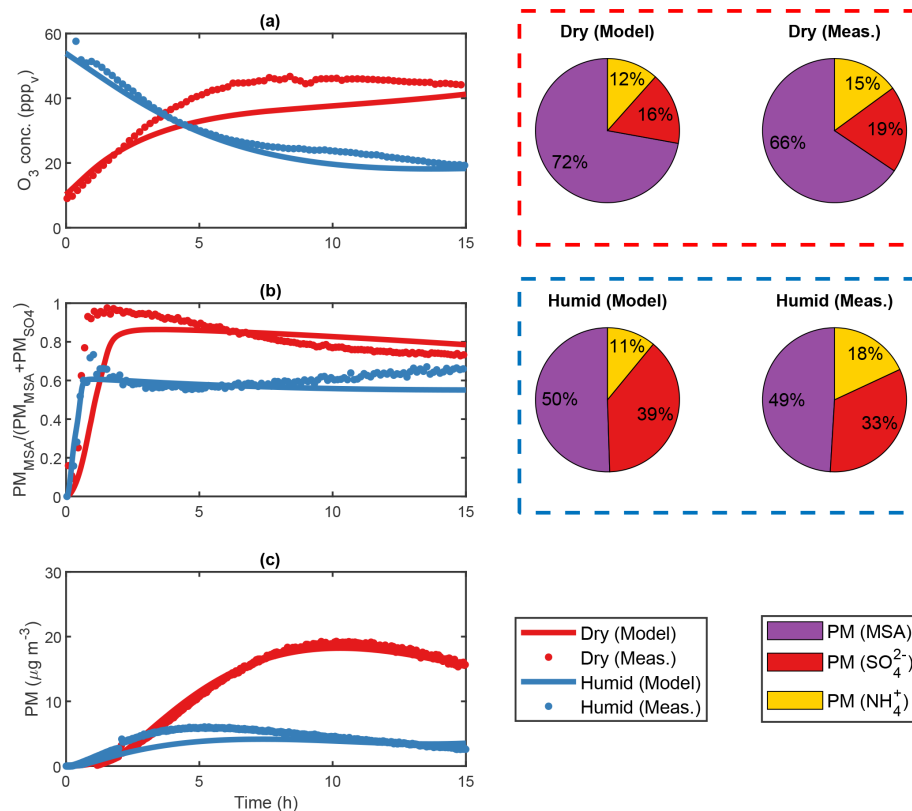 (a)
O3 conc. (pppv)
60
40
20
0
0
5
10
15
Dry (Model)
12%
16%
72%
Dry (Meas.)
15%
19%
66%
(b)
PMMSA/(PMMSA+PMSO4)
1
0.8
0.6
0.4
0.2
0
0
5
10
15
Humid (Model)
11%
50%
39%
Humid (Meas.)
18%
49%
33%
(c)
PM (μg m-3)
30
20
10
0
0
5
10
15
Time (h)
Dry (Model)
Dry (Meas.)
Humid (Model)
Humid (Meas.)
PM (MSA)
PM (SO4 2-)
PM (NH4 +)